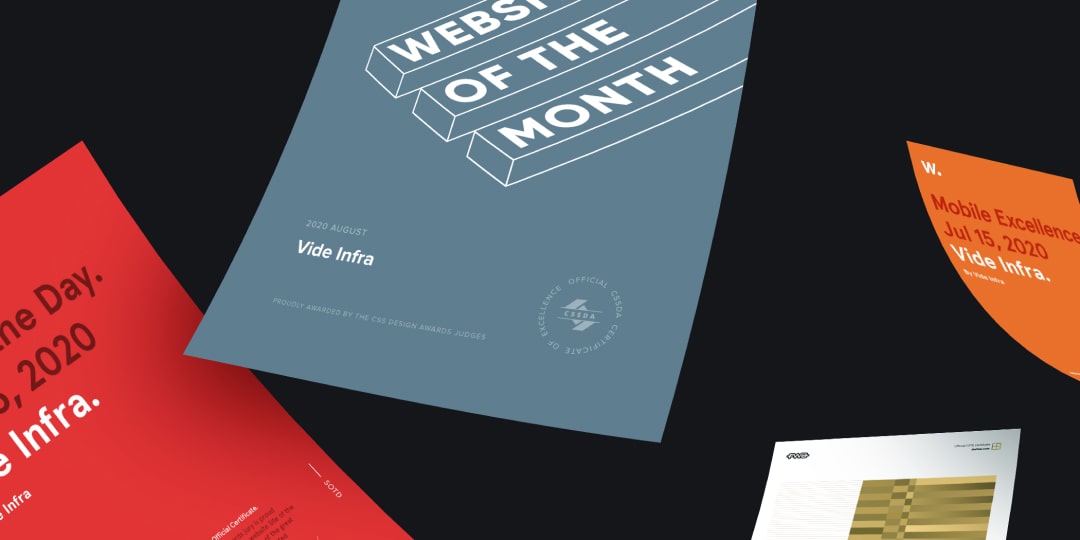 WEBSI
OF THE
MONTH
2020 AUGUST
Vide Infra
PROUDLY AWARDED BY THE CSS DESIGN AWARDS JUDGES
OFFICIAL CSSDA CERTIFICATE OF EXCELLENCE
CSSDA
he Day.
, 2020
e Infra.
e Infra
SOTD
Official Certificate.
w.
Mobile Excellence
Jul 15, 2020
Vide Infra.
By Vide Infra
FWA